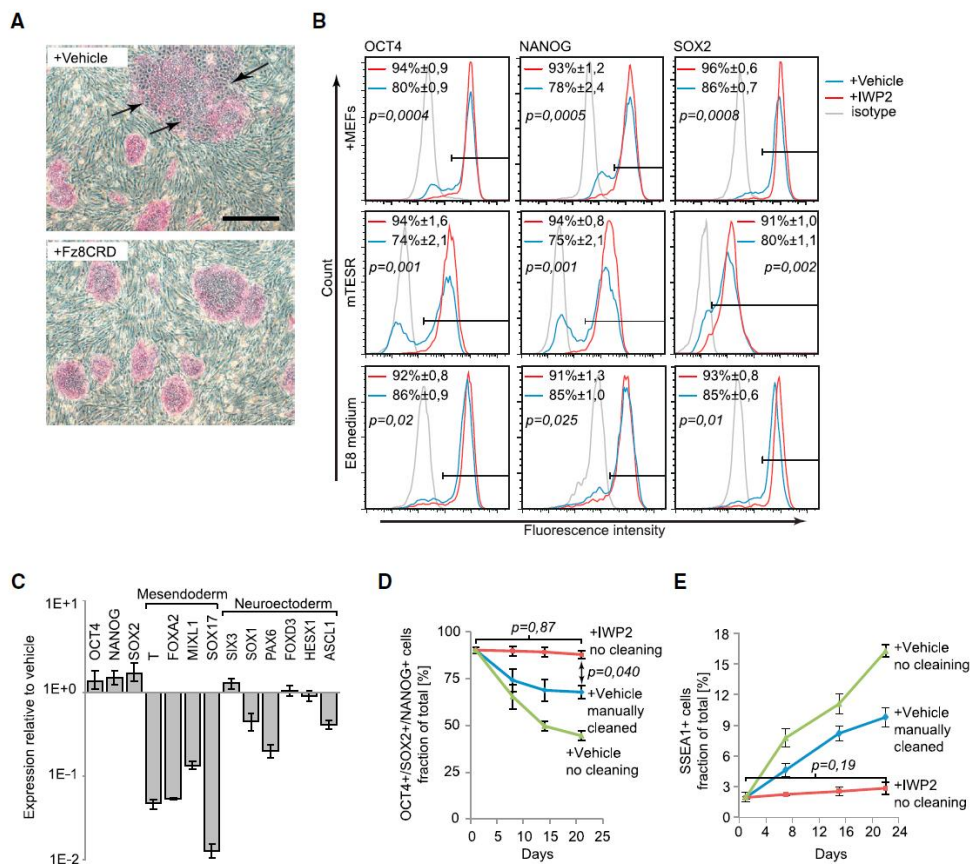 A
+Vehicle
+Fz8CRD
B
OCT4
NANOG
SOX2
+Vehicle
+IWP2
isotype
+MEFs
94%±0,9
80%±0,9
p=0,0004
93%±1,2
78%±2,4
p=0,0005
96%±0,6
86%±0,7
p=0,0008
Count
mTESR
94%±1,6
74%±2,1
p=0,001
94%±0,8
75%±2,1
p=0,001
91%±1,0
80%±1,1
p=0,002
E8 medium
92%±0,8
86%±0,9
p=0,02
91%±1,3
85%±1,0
p=0,025
93%±0,8
85%±0,6
p=0,01
Fluorescence intensity
C
Expression relative to vehicle
1E+1
1E+0
1E-1
1E-2
Mesendoderm
Neuroectoderm
OCT4
NANOG
SOX2
T
FOXA2
MIXL1
SOX17
SIX3
SOX1
PAX6
FOXD3
HESX1
ASCL1
D
OCT4+/SOX2+/NANOG+ cells
fraction of total [%]
100
75
50
25
0
p=0,87
+IWP2
no cleaning
p=0,040
+Vehicle
manually
cleaned
+Vehicle
no cleaning
0 5 10 15 20 25
Days
E
SSEA1+ cells
fraction of total [%]
18
15
12
9
6
3
0
+Vehicle
no cleaining
+Vehicle
manually
cleaned
p=0,19
+IWP2
no cleaning
0 4 8 12 16 20 24
Days